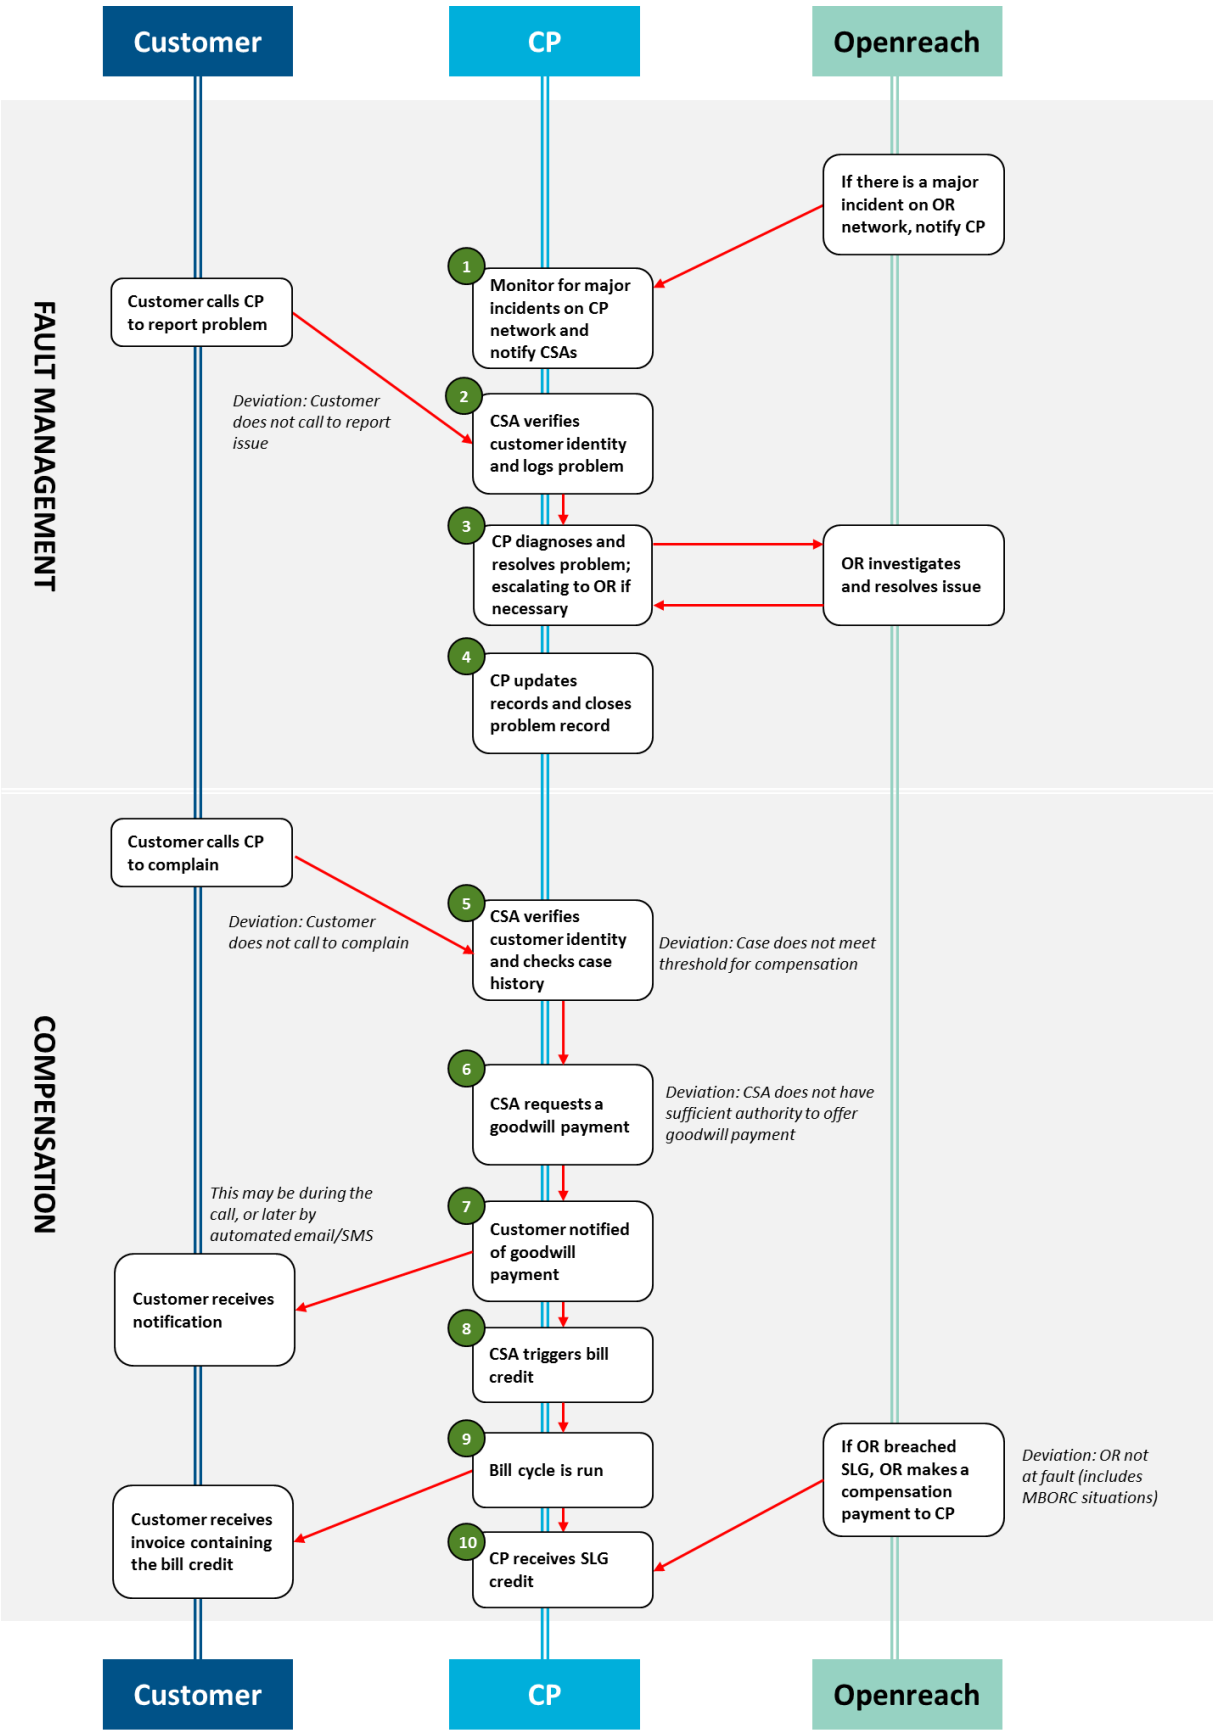 Customer
CP
Openreach
FAULT MANAGEMENT
If there is a major
incident on OR
network, notify CP
1
Monitor for major
incidents on CP
network and
notify CSAs
Customer calls CP
to report problem
Deviation: Customer
does not call to report
issue
2
CSA verifies
customer identity
and logs problem
3
CP diagnoses and
resolves problem;
escalating to OR if
necessary
OR investigates
and resolves issue
4
CP updates
records and closes
problem record
COMPENSATION
Customer calls CP
to complain
Deviation: Customer
does not call to complain
5
CSA verifies
customer identity
and checks case
history
Deviation: Case does not meet
threshold for compensation
6
CSA requests a
goodwill payment
Deviation: CSA does not have
sufficient authority to offer
goodwill payment
This may be during the
call, or later by
automated email/SMS
7
Customer notified
of goodwill
payment
Customer receives
notification
8
CSA triggers bill
credit
9
Bill cycle is run
If OR breached
SLG, OR makes a
compensation
payment to CP
Deviation: OR not
at fault (includes
MBORC situations)
Customer receives
invoice containing
the bill credit
10
CP receives SLG
credit
Customer
CP
Openreach